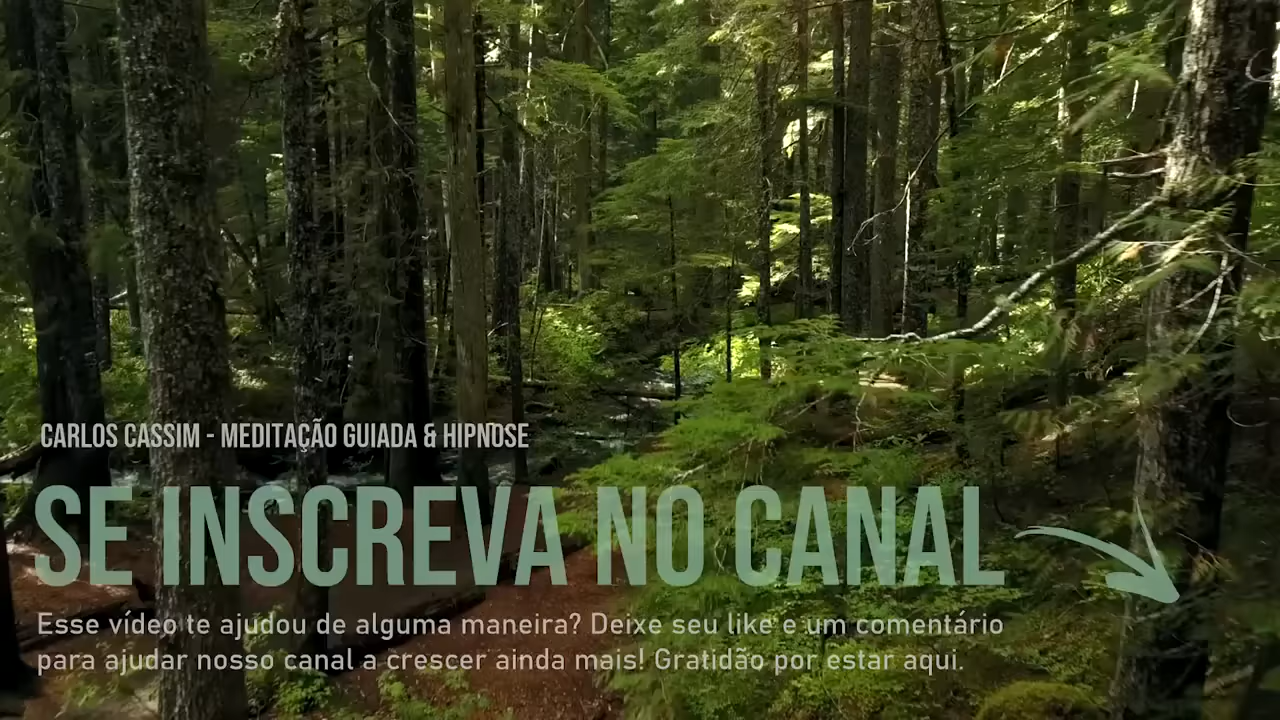 CARLOS CASSIM - MEDITAÇÃO GUIADA & HIPNOSE
SE INSCREVA NO CANAL
Esse vídeo te ajudou de alguma maneira? Deixe seu like e um comentário
para ajudar nosso canal a crescer ainda mais! Gratidão por estar aqui.